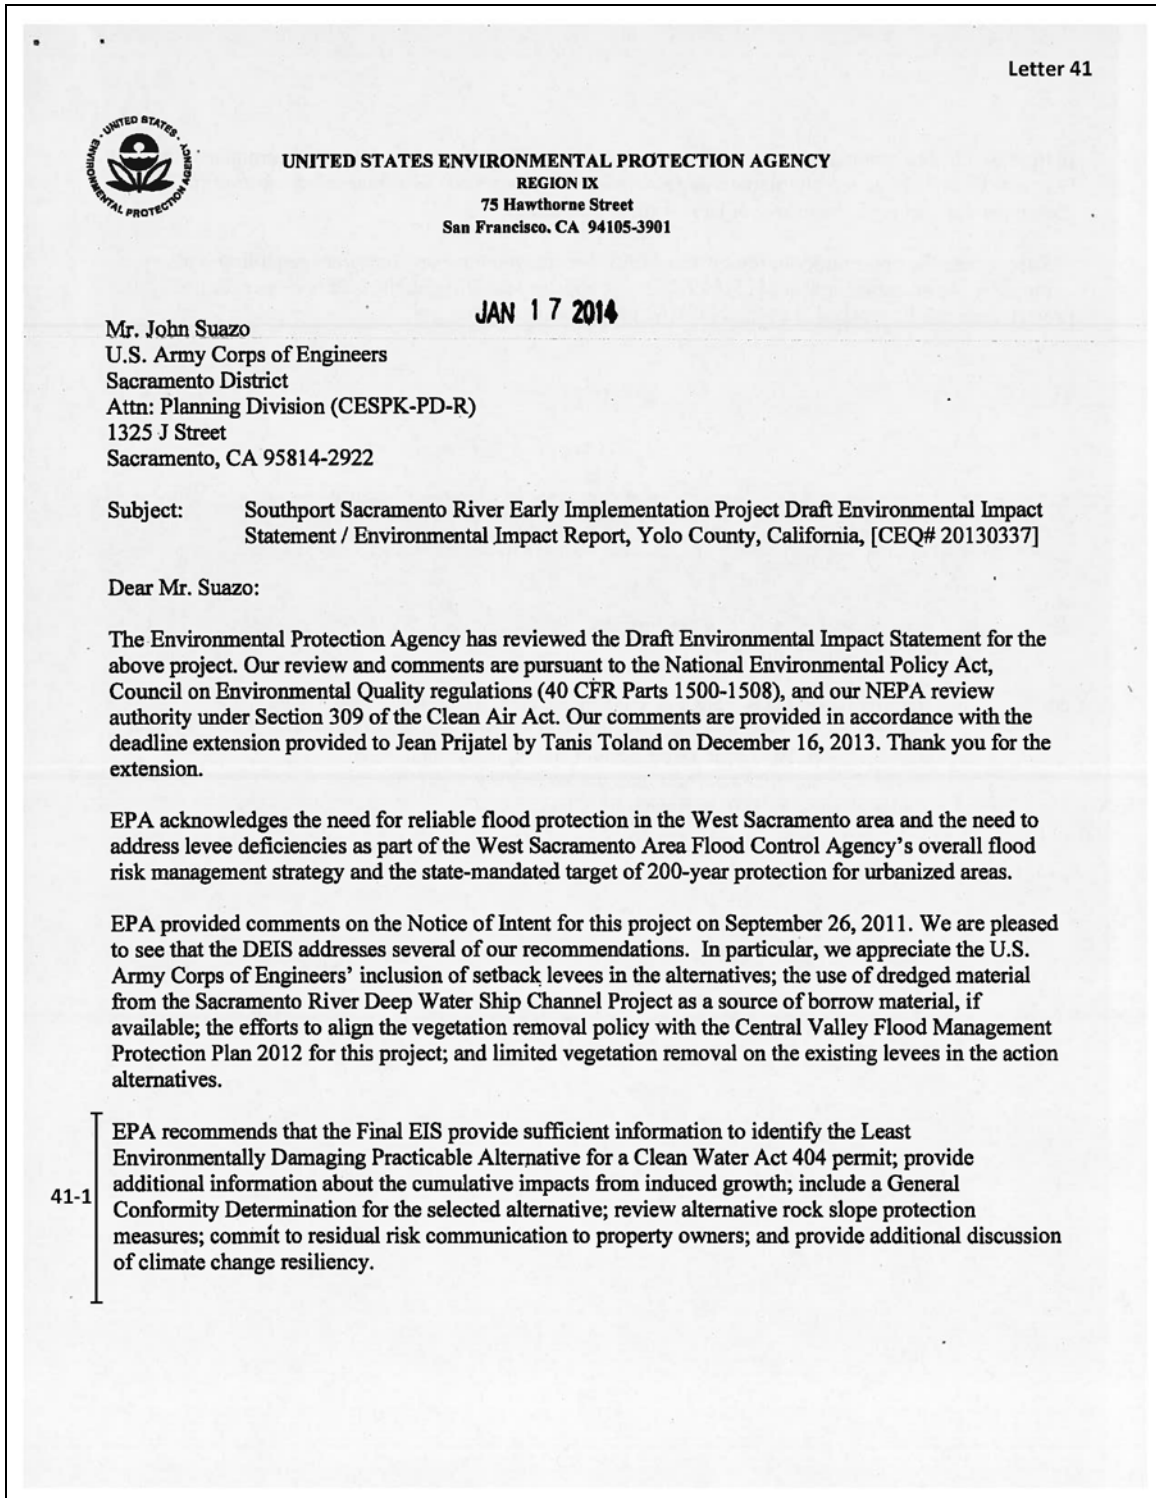 Letter 41
UNITED STATES ENVIRONMENTAL PROTECTION AGENCY
UNITED STATES ENVIRONMENTAL PROTECTION AGENCY
REGION IX
75 Hawthorne Street
San Francisco, CA 94105-3901
JAN 17 2014
Mr. John Suazo
U.S. Army Corps of Engineers
Sacramento District
Attn: Planning Division (CESPK-PD-R)
1325 J Street
Sacramento, CA 95814-2922
Subject: Southport Sacramento River Early Implementation Project Draft Environmental Impact
Statement / Environmental Impact Report, Yolo County, California, [CEQ# 20130337]
Dear Mr. Suazo:
The Environmental Protection Agency has reviewed the Draft Environmental Impact Statement for the
above project. Our review and comments are pursuant to the National Environmental Policy Act,
Council on Environmental Quality regulations (40 CFR Parts 1500-1508), and our NEPA review
authority under Section 309 of the Clean Air Act. Our comments are provided in accordance with the
deadline extension provided to Jean Prijatel by Tanis Toland on December 16, 2013. Thank you for the
extension.
EPA acknowledges the need for reliable flood protection in the West Sacramento area and the need to
address levee deficiencies as part of the West Sacramento Area Flood Control Agency's overall flood
risk management strategy and the state-mandated target of 200-year protection for urbanized areas.
EPA provided comments on the Notice of Intent for this project on September 26, 2011. We are pleased
to see that the DEIS addresses several of our recommendations. In particular, we appreciate the U.S.
Army Corps of Engineers' inclusion of setback levees in the alternatives; the use of dredged material
from the Sacramento River Deep Water Ship Channel Project as a source of borrow material, if
available; the efforts to align the vegetation removal policy with the Central Valley Flood Management
Protection Plan 2012 for this project; and limited vegetation removal on the existing levees in the action
alternatives.
41-1
EPA recommends that the Final EIS provide sufficient information to identify the Least
Environmentally Damaging Practicable Alternative for a Clean Water Act 404 permit; provide
additional information about the cumulative impacts from induced growth; include a General
Conformity Determination for the selected alternative; review alternative rock slope protection
measures; commit to residual risk communication to property owners; and provide additional discussion
of climate change resiliency.